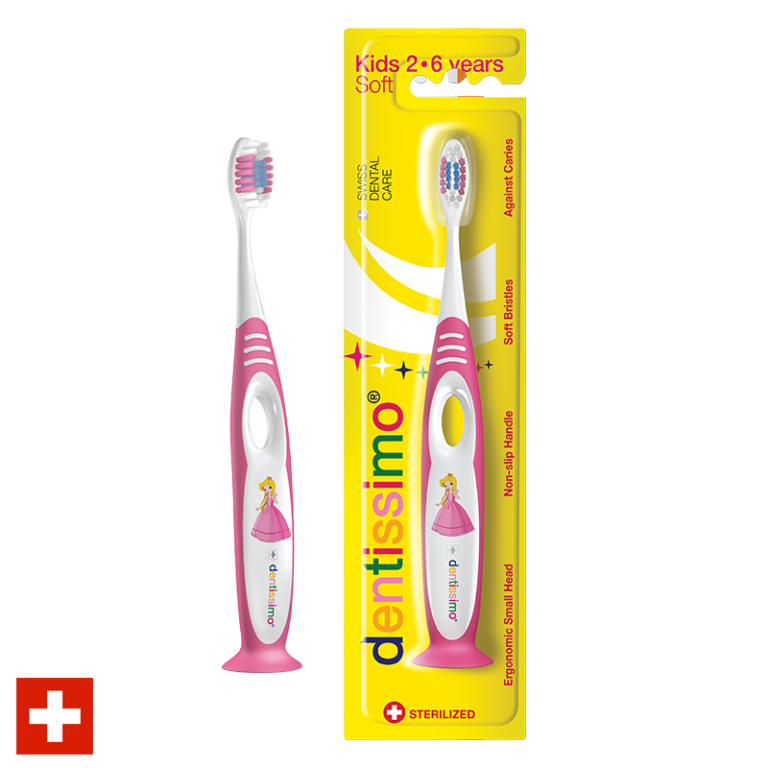 Kids 2•6 years
Soft
SWISS
DENTAL
CARE
Against Caries
Soft Bristles
Non-slip Handle
Ergonomic Small Head
dentissimo®
dentissimo®
dentissimo®
STERILIZED